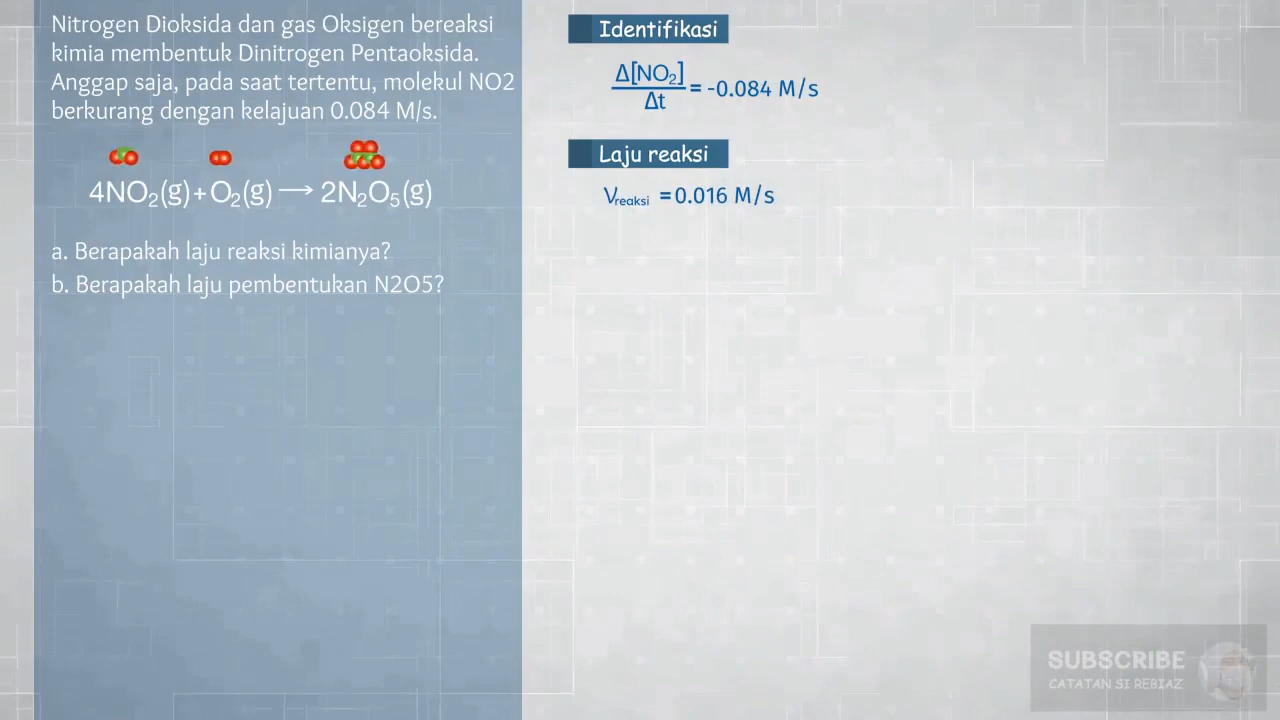 Nitrogen Dioksida dan gas Oksigen bereaksi
kimia membentuk Dinitrogen Pentaoksida.
Anggap saja, pada saat tertentu, molekul NO2
berkurang dengan kelajuan 0.084 M/s.
4NO₂(g)+O₂(g)⟶2N₂O₅(g)
a. Berapakah laju reaksi kimianya?
b. Berapakah laju pembentukan N2O5?
Identifikasi
Δ[NO₂]
Δt
= -0.084 M/s
Laju reaksi
Vreaksi = 0.016 M/s
SUBSCRIBE
CATATAN SI REBIAZ